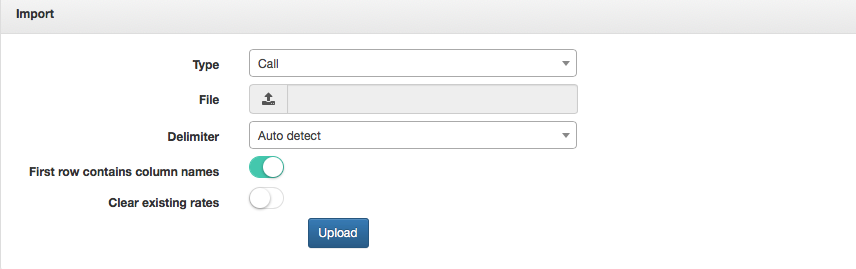 Import
Type Call
File
Delimiter Auto detect
First row contains column names
Clear existing rates
Upload